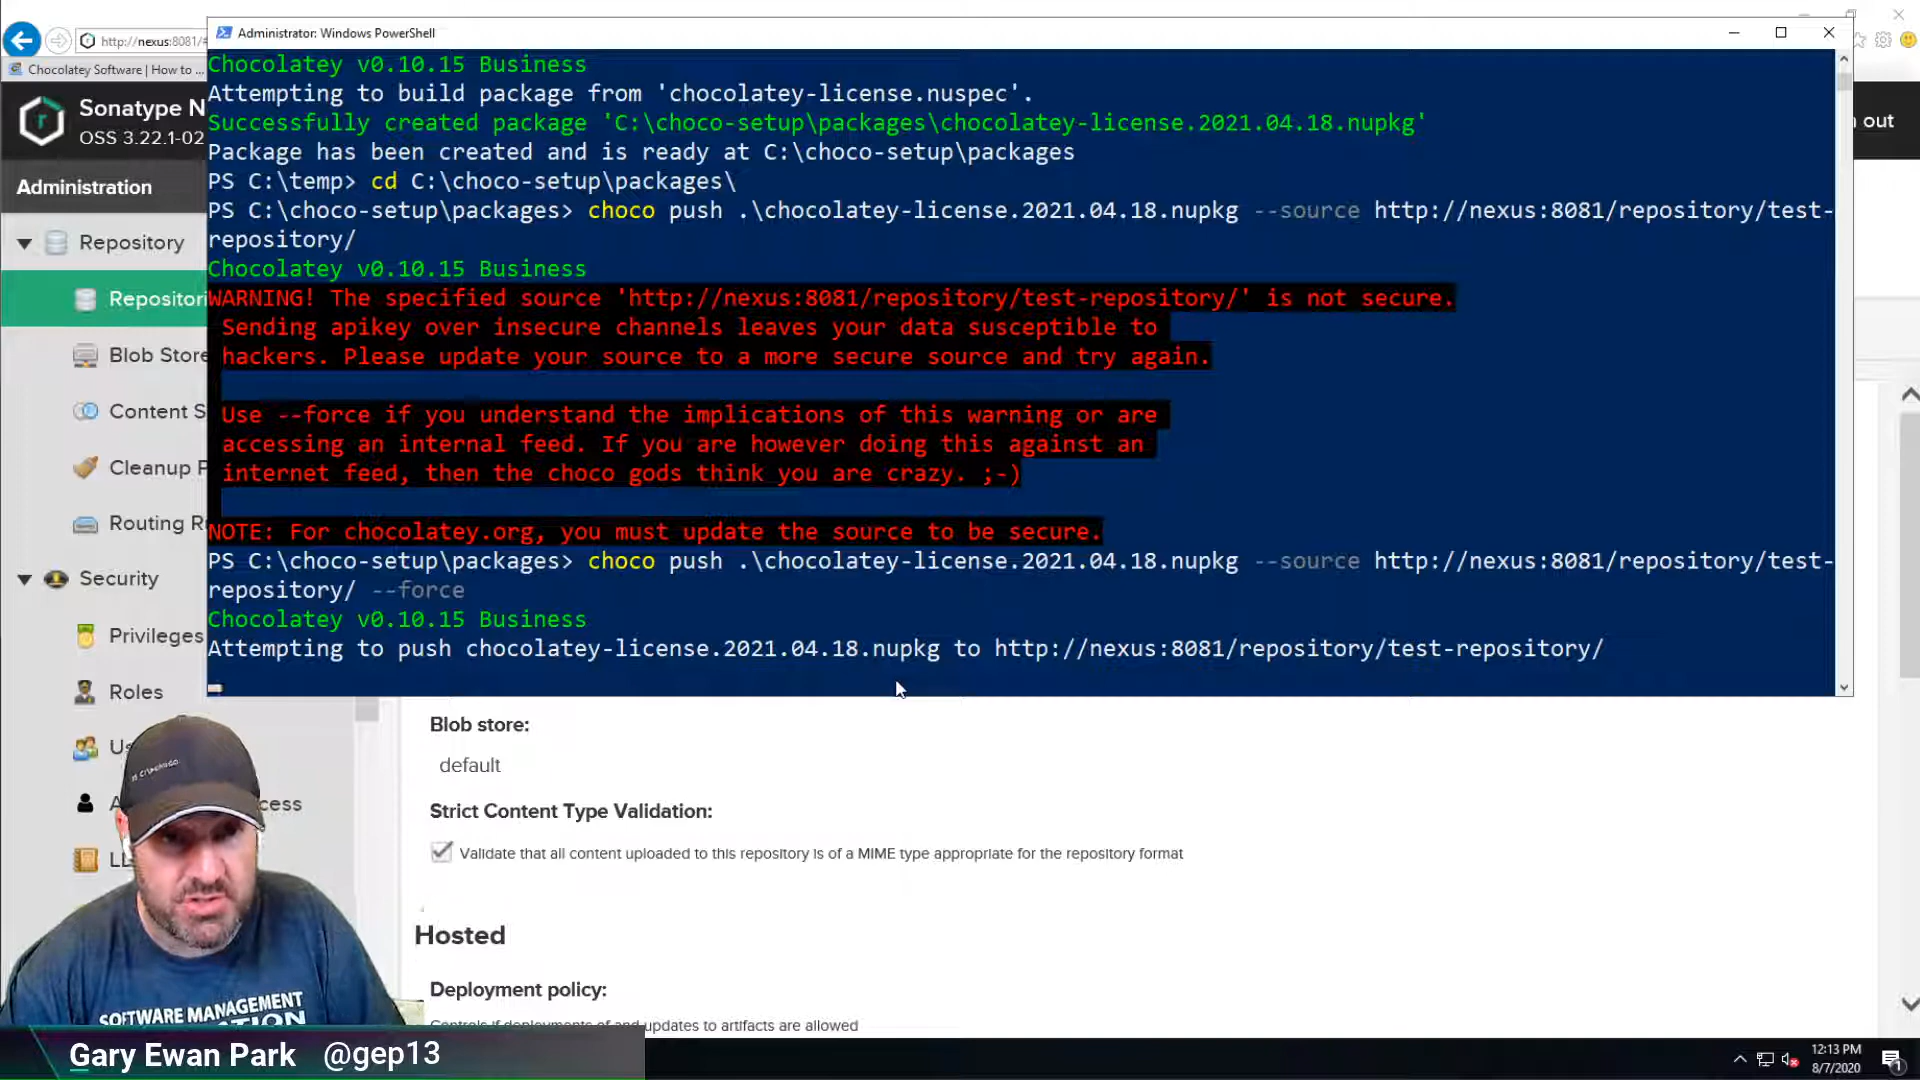 http://nexus:8081/#
Administrator: Windows PowerShell
Chocolatey Software | How to ...
Sonatype N
OSS 3.22.1-02
n out
Administration
Repository
Repositori
Blob Store
Content S
Cleanup P
Routing R
Security
Privileges
Roles
Us
A
cess
LD
Chocolatey v0.10.15 Business
Attempting to build package from 'chocolatey-license.nuspec'.
Successfully created package 'C:\choco-setup\packages\chocolatey-license.2021.04.18.nupkg'
Package has been created and is ready at C:\choco-setup\packages
PS C:\temp> cd C:\choco-setup\packages\
PS C:\choco-setup\packages> choco push .\chocolatey-license.2021.04.18.nupkg --source http://nexus:8081/repository/test-
repository/
Chocolatey v0.10.15 Business
WARNING! The specified source 'http://nexus:8081/repository/test-repository/' is not secure.
Sending apikey over insecure channels leaves your data susceptible to
hackers. Please update your source to a more secure source and try again.
Use --force if you understand the implications of this warning or are
accessing an internal feed. If you are however doing this against an
internet feed, then the choco gods think you are crazy. ;-)
NOTE: For chocolatey.org, you must update the source to be secure.
PS C:\choco-setup\packages> choco push .\chocolatey-license.2021.04.18.nupkg --source http://nexus:8081/repository/test-
repository/ --force
Chocolatey v0.10.15 Business
Attempting to push chocolatey-license.2021.04.18.nupkg to http://nexus:8081/repository/test-repository/
Blob store:
default
Strict Content Type Validation:
Validate that all content uploaded to this repository is of a MIME type appropriate for the repository format
Hosted
Deployment policy:
Controls if deployments of and updates to artifacts are allowed
SOFTWARE MANAGEMENT
Gary Ewan Park @gep13
12:13 PM
8/7/2020
1